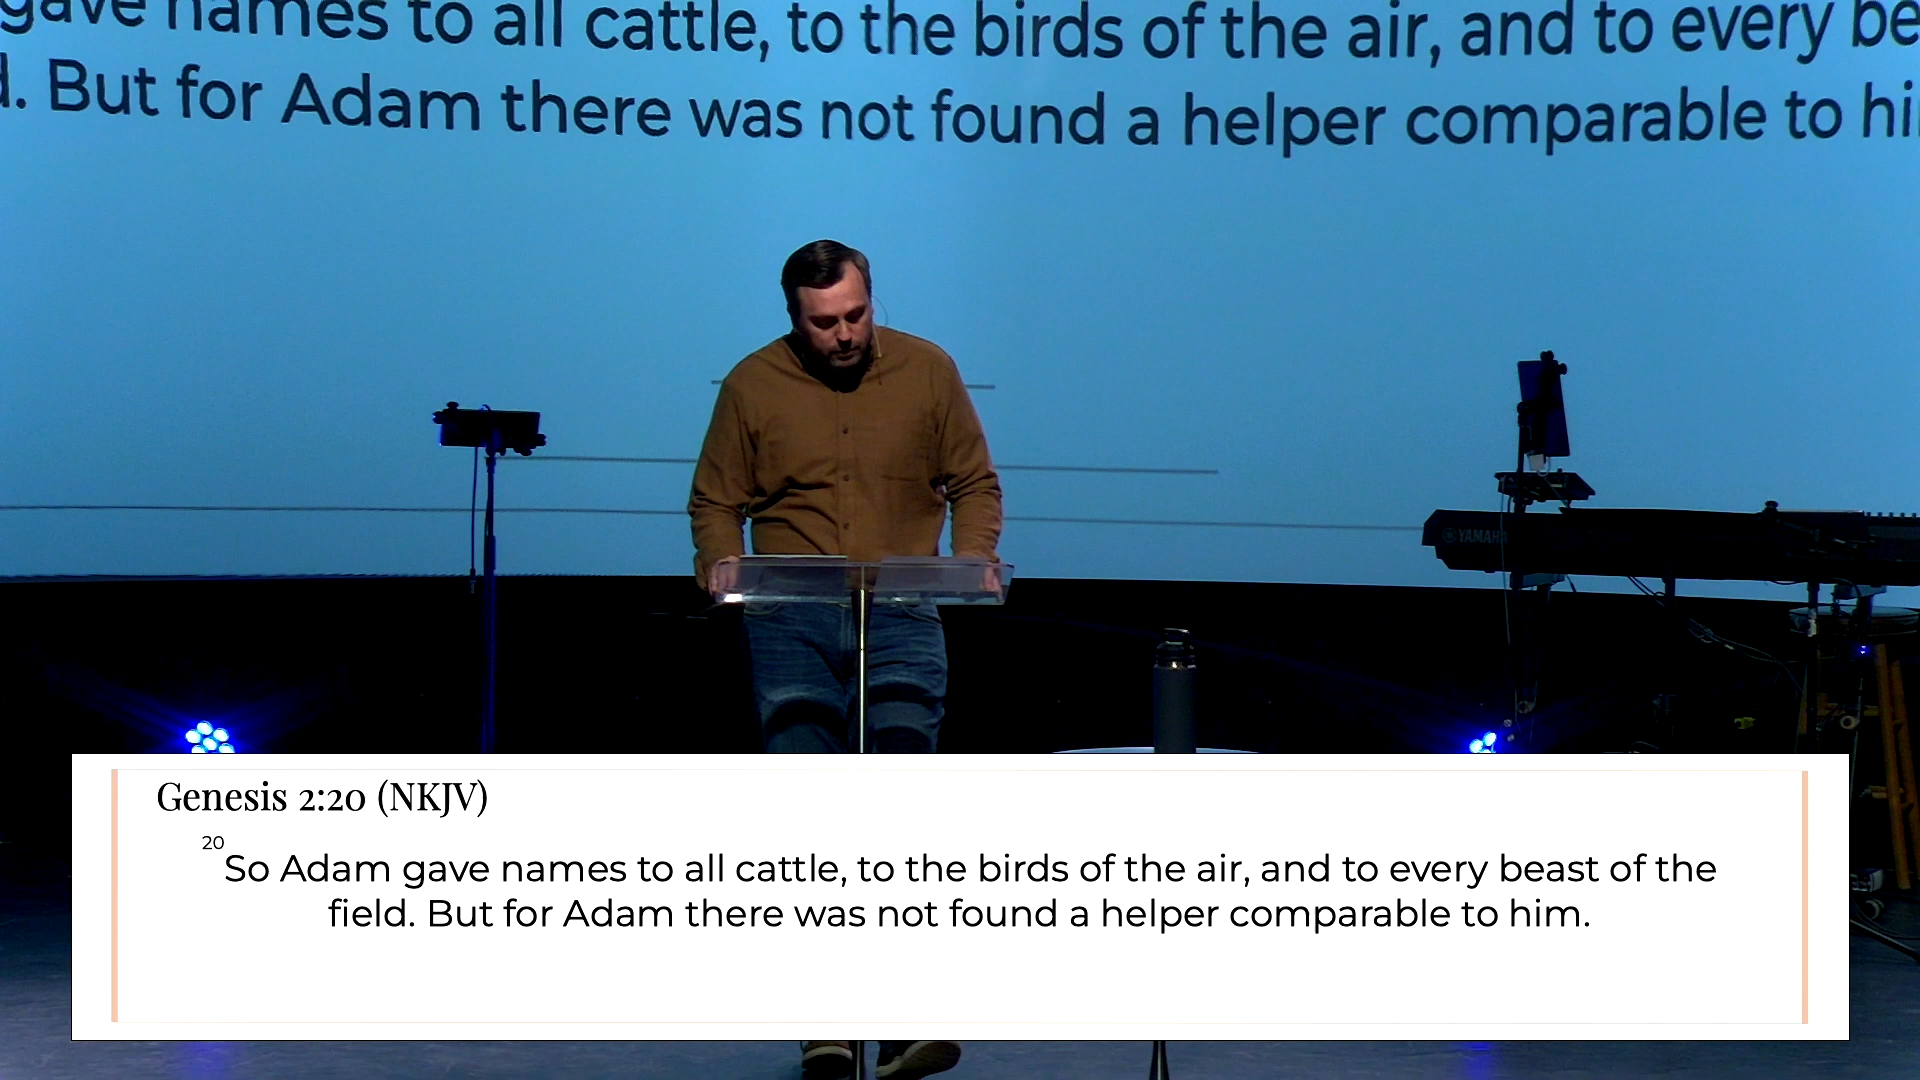 gave names to all cattle, to the birds of the air, and to every be
d. But for Adam there was not found a helper comparable to hi
YAMAHA
Genesis 2:20 (NKJV)
20 So Adam gave names to all cattle, to the birds of the air, and to every beast of the
field. But for Adam there was not found a helper comparable to him.